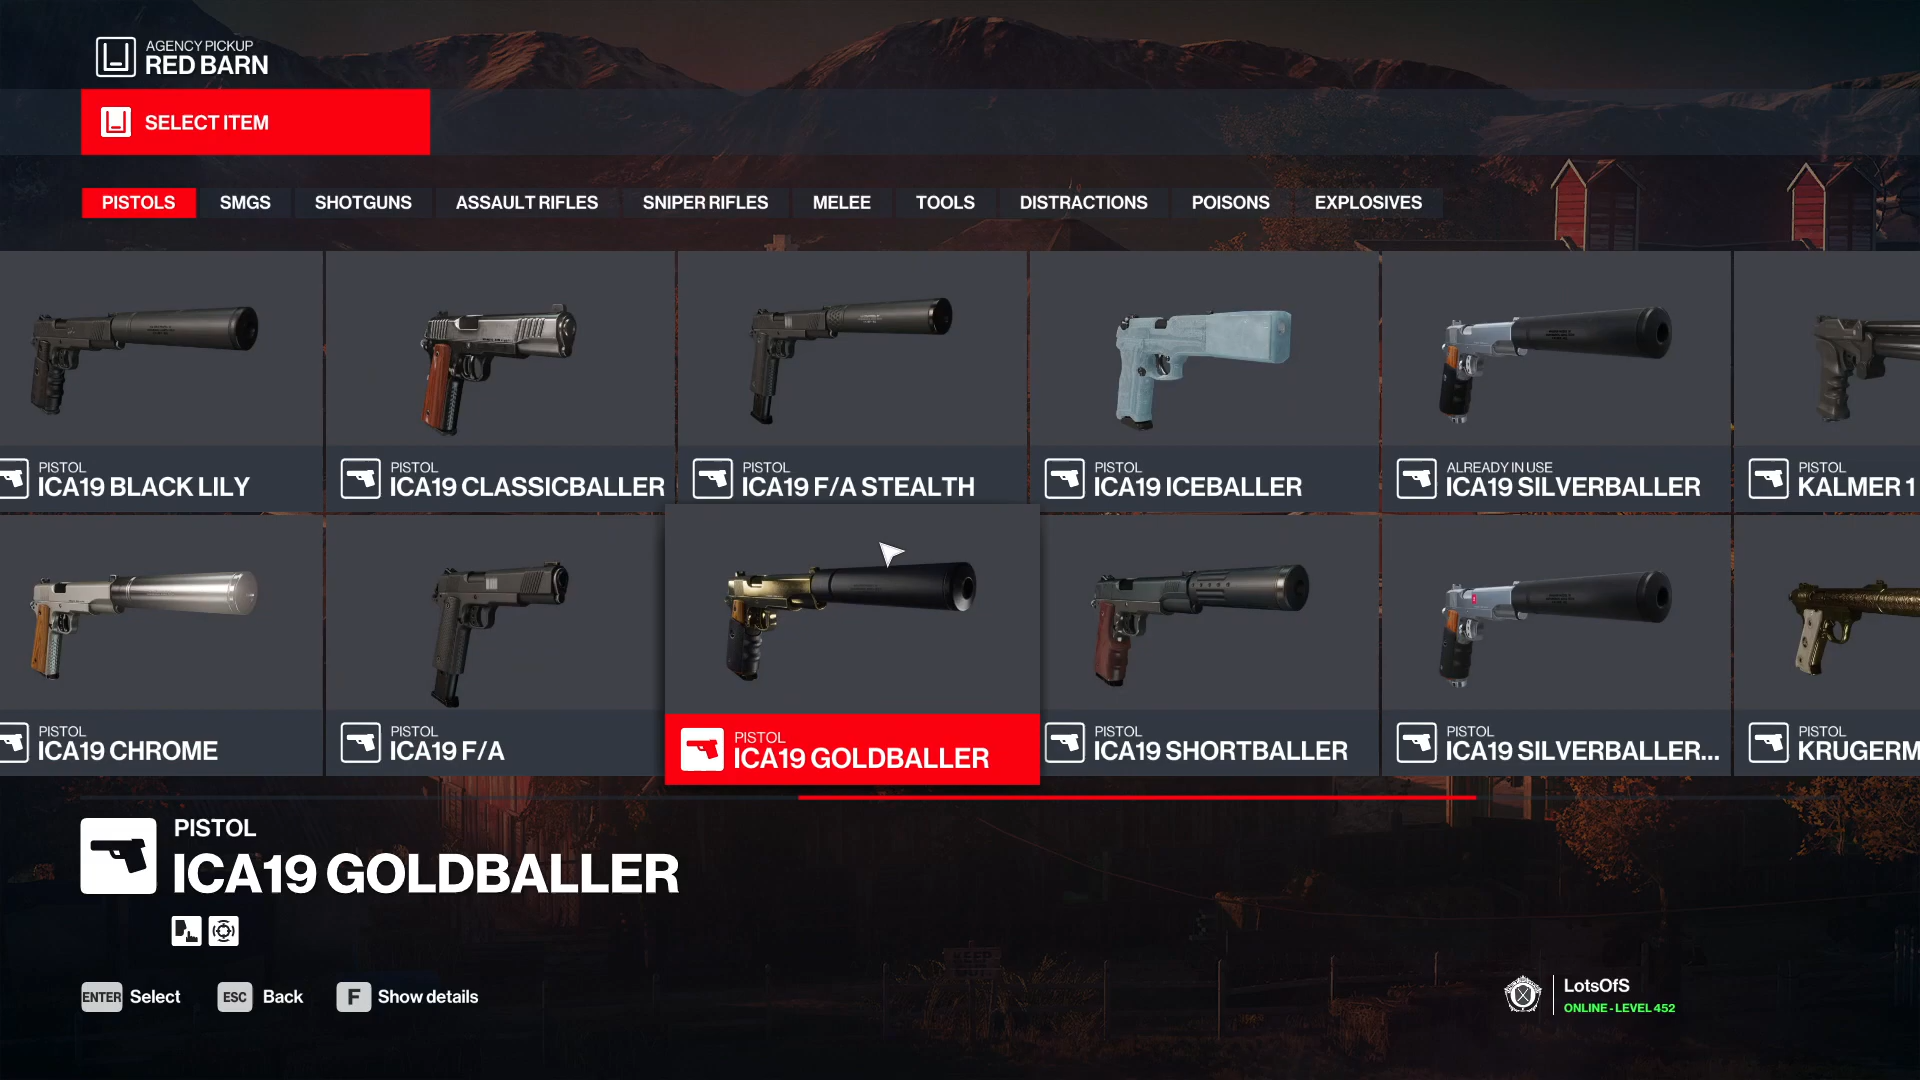 AGENCY PICKUP
RED BARN
SELECT ITEM
PISTOLS SMGS SHOTGUNS ASSAULT RIFLES SNIPER RIFLES MELEE TOOLS DISTRACTIONS POISONS EXPLOSIVES
PISTOL
ICA19 BLACK LILY
PISTOL
ICA19 CLASSICBALLER
PISTOL
ICA19 F/A STEALTH
PISTOL
ICA19 ICEBALLER
ALREADY IN USE
ICA19 SILVERBALLER
PISTOL
KALMER 1
PISTOL
ICA19 CHROME
PISTOL
ICA19 F/A
PISTOL
ICA19 GOLDBALLER
PISTOL
ICA19 SHORTBALLER
PISTOL
ICA19 SILVERBALLER...
PISTOL
KRUGERM
PISTOL
ICA19 GOLDBALLER
KEEP
OUT
ENTER Select ESC Back F Show details
LotsOfS
ONLINE - LEVEL 452